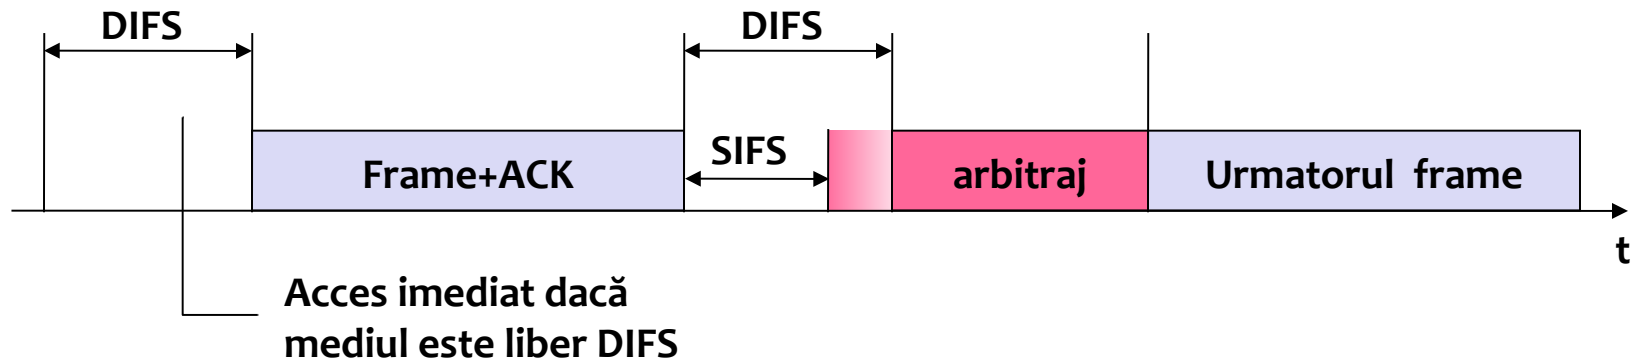 DIFS
DIFS
Frame+ACK
SIFS
arbitraj
Urmatorul frame
t
Acces imediat dacă
mediul este liber DIFS